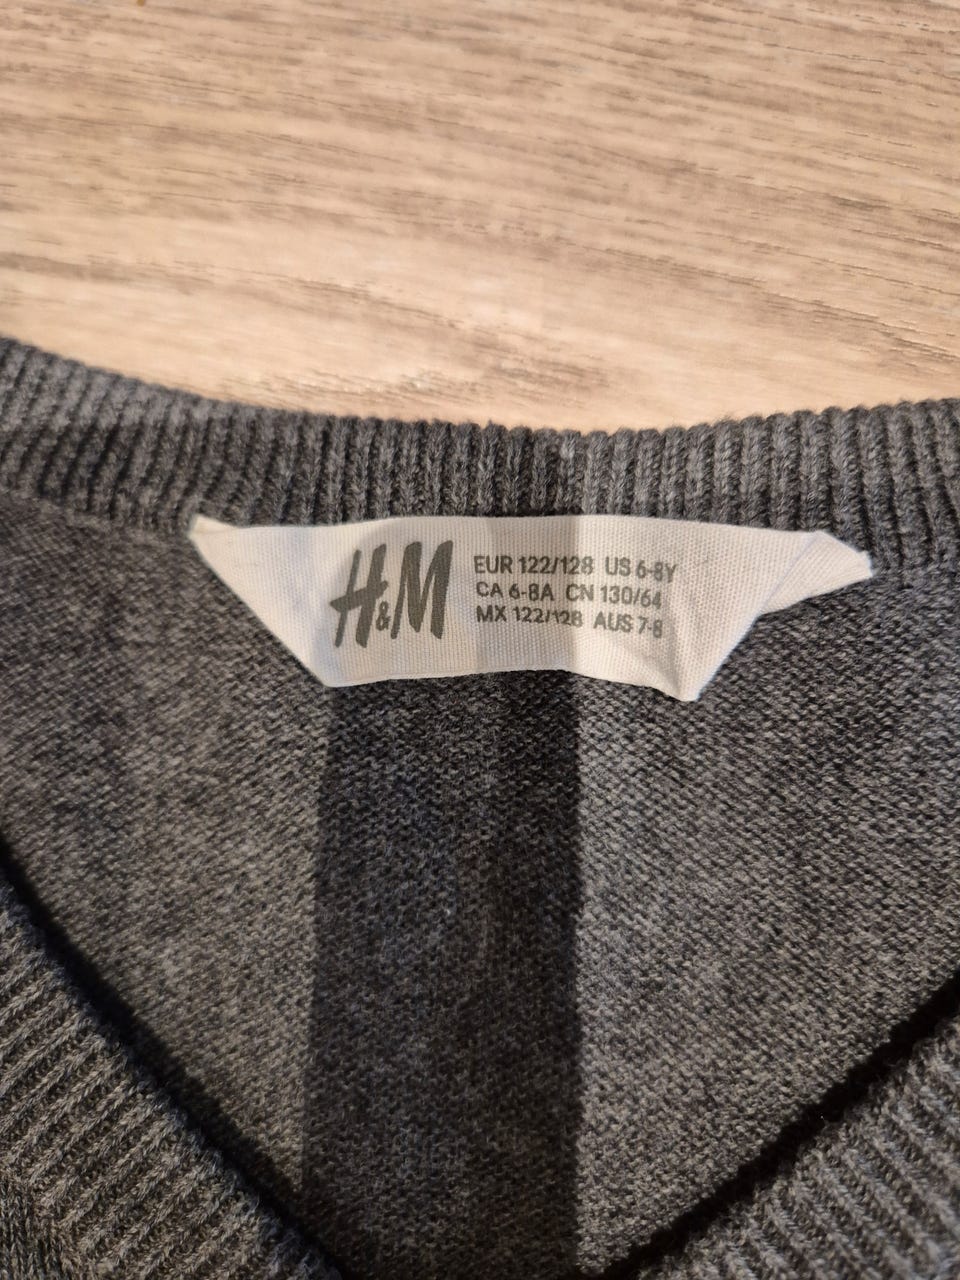 H&M
EUR 122/128 US 6-8Y
CA 6-8A CN 130/64
MX 122/128 AUS 7-8